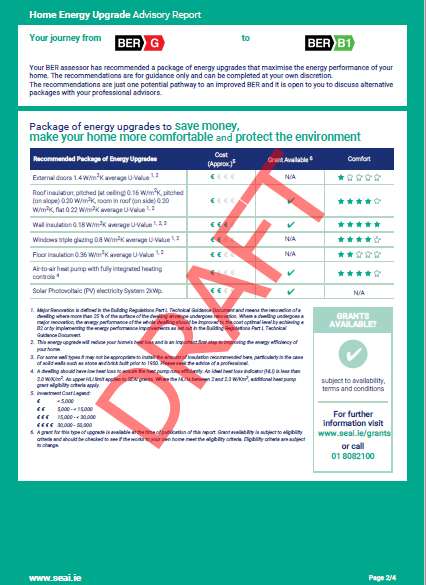 Home Energy Upgrade Advisory Report
Your journey from BER G to BER B1
Your BER assessor has recommended a package of energy upgrades that maximise the energy performance of your
home. The recommendations are for guidance only and can be completed at your own discretion.
The recommendations are just one potential pathway to an improved BER and it is open to you to discuss alternative
packages with your professional advisors.
Package of energy upgrades to save money,
make your home more comfortable and protect the environment
Recommended Package of Energy Upgrades
Cost
(Approx.)5
Grant Available 6
Comfort
External doors 1.4 W/m²K average U-Value 1, 2
€ € € €
N/A
★☆☆☆☆
Roof insulation; pitched (at ceiling) 0.16 W/m²K, pitched
(on slope) 0.20 W/m²K, room in roof (on side) 0.20
W/m²K, flat 0.22 W/m²K average U-Value 1, 2
€ € € €
✔
★★★★☆
Wall insulation 0.18 W/m²K average U-Value 1, 2, 3
€ € € €
✔
★★★★★
Windows triple glazing 0.8 W/m²K average U-Value 1, 2
N/A
★★★★☆
Floor insulation 0.36 W/m²K average U-Value 1, 2
€
★★☆☆☆
Air-to-air heat pump with fully integrated heating
controls 4
€
✔
★★★★☆
Solar Photovoltaic (PV) electricity System 2kWp.
€
✔
N/A
1. Major Renovation is defined in the Building Regulations Part L Technical Guidance Document and means the renovation of a
dwelling where more than 25 % of the surface of the dwelling envelope undergoes renovation. Where a dwelling undergoes a
major renovation, the energy performance of the whole dwelling should be improved to the cost optimal level by achieving a
B2 or by implementing the energy performance improvements as set out in the Building Regulations Part L Technical
Guidance Document.
2. This energy upgrade will reduce your home's heat loss and is an important first step in improving the energy efficiency of
your home.
3. For some wall types it may not be appropriate to install the amount of insulation recommended here, particularly in the case
of solid walls such as stone and brick built prior to 1950. Please seek the advice of a professional.
4. A dwelling should have low heat loss to ensure the heat pump runs efficiently. An ideal heat loss indicator (HLI) is less than
2.0 W/Km². An upper HLI limit applies to SEAI grants. Where the HLI is between 2 and 2.3 W/Km², additional heat pump
grant eligibility criteria apply.
5. Investment Cost Legend:
€ < 5,000
€ € 5,000 - < 15,000
€ € € 15,000 - < 30,000
€ € € € 30,000 - 50,000
6. A grant for this type of upgrade is available at the time of publication of this report. Grant availability is subject to eligibility
criteria and should be checked to see if the works to your own home meet the eligibility criteria. Eligibility criteria are subject
to change.
GRANTS
AVAILABLE?
✔
subject to availability,
terms and conditions
For further
information visit
www.seai.ie/grants
or call
01 8082100
DRAFT
www.seai.ie
Page 2/4